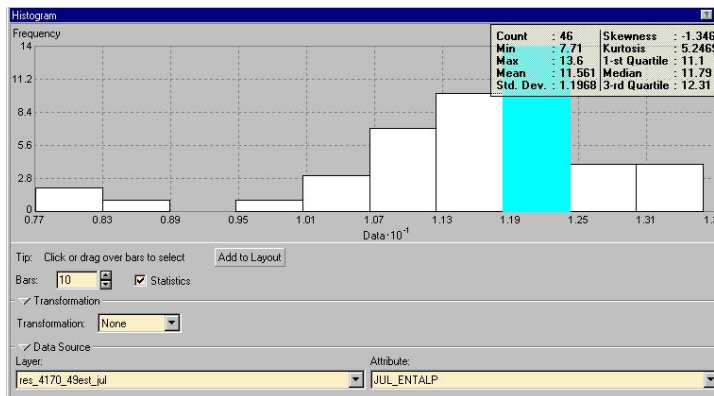 Histogram
Frequency
14
11.2
8.4
5.6
2.8
0
0.77 0.83 0.89 0.95 1.01 1.07 1.13 1.19 1.25 1.31
Data·10⁻¹
Count : 46 Skewness : -1.346
Min : 7.71 Kurtosis : 5.2469
Max : 13.6 1-st Quartile : 11.1
Mean : 11.561 Median : 11.79
Std. Dev. : 1.1968 3-rd Quartile : 12.31
Tip: Click or drag over bars to select Add to Layout
Bars: 10 Statistics
Transformation
Transformation: None
Data Source
Layer: Attribute:
res_4170_49est_jul JUL_ENTALP